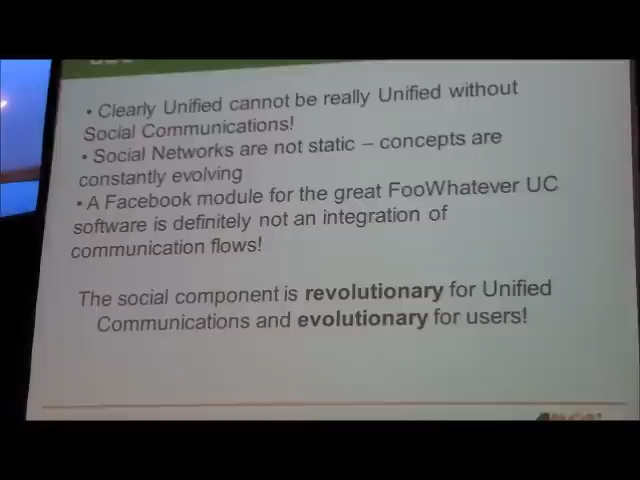 • Clearly Unified cannot be really Unified without
Social Communications!
• Social Networks are not static – concepts are
constantly evolving
• A Facebook module for the great FooWhatever UC
software is definitely not an integration of
communication flows!
The social component is revolutionary for Unified
Communications and evolutionary for users!